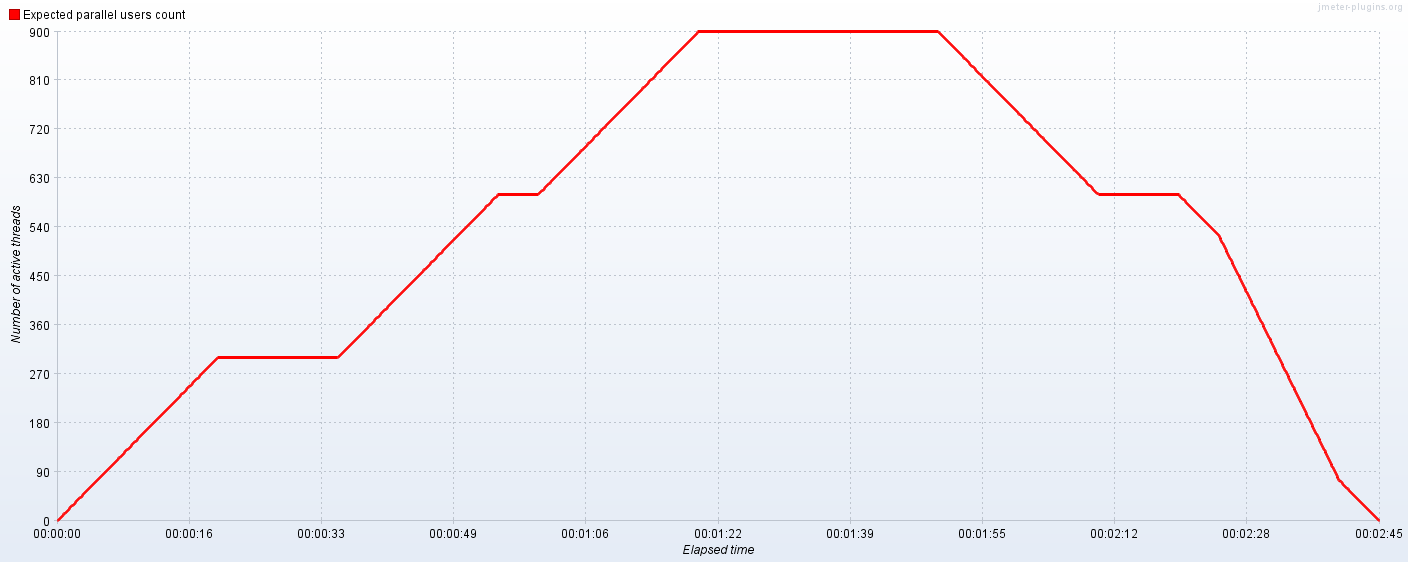 jmeter-plugins.org
Expected parallel users count
900
810
720
630
540
450
360
270
180
90
0
Number of active threads
00:00:00 00:00:16 00:00:33 00:00:49 00:01:06 00:01:22 00:01:39 00:01:55 00:02:12 00:02:28 00:02:45
Elapsed time